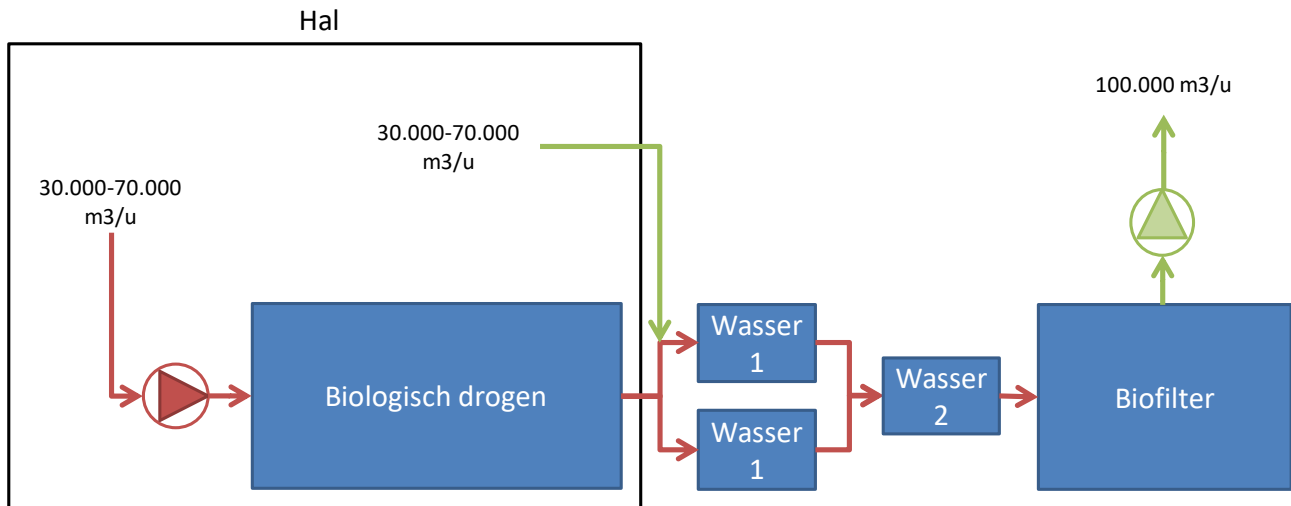 Hal
100.000 m3/u
30.000-70.000
m3/u
30.000-70.000
m3/u
Biologisch drogen
Wasser
1
Wasser
1
Wasser
2
Biofilter